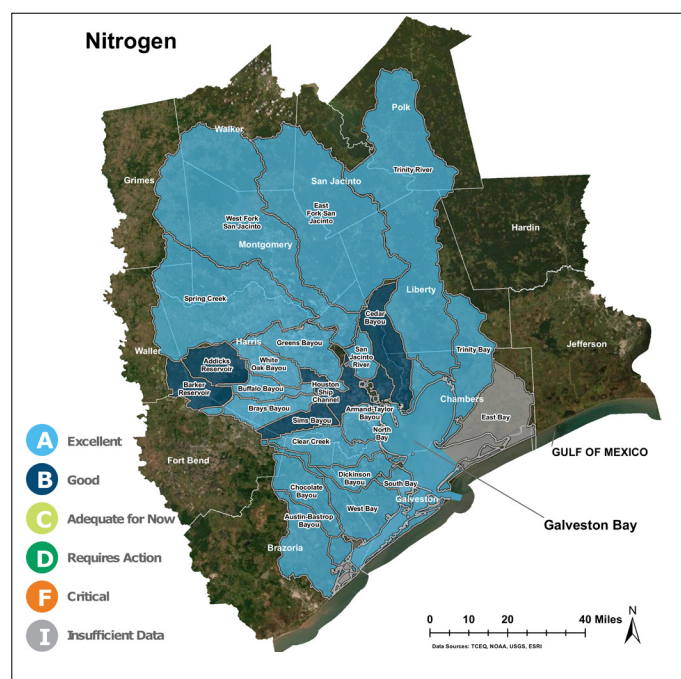 Nitrogen
Polk
Walker
Grimes
San Jacinto
Trinity River
East
Fork San
Jacinto
West Fork
San Jacinto
Hardin
Montgomery
Liberty
Spring Creek
Cedar
Bayou
Jefferson
Waller
Harris
Greens Bayou
San
Jacinto
River
Trinity Bay
Addicks
Reservoir
White
Oak Bayou
Barker
Reservoir
Buffalo Bayou
Houston
Ship
Channel
Chambers
Brays Bayou
Armand-Taylor
Bayou
East Bay
Sims Bayou
North
Bay
Clear Creek
A Excellent
GULF OF MEXICO
Fort Bend
B Good
Dickinson
Bayou
South Bay
Chocolate
Bayou
Galveston
West Bay
C Adequate for Now
Austin-Bastrop
Bayou
Galveston Bay
Brazoria
D Requires Action
F Critical
I Insufficient Data
0 10 20 40 Miles
N
Data Sources: TCEQ, NOAA, USGS, ESRI